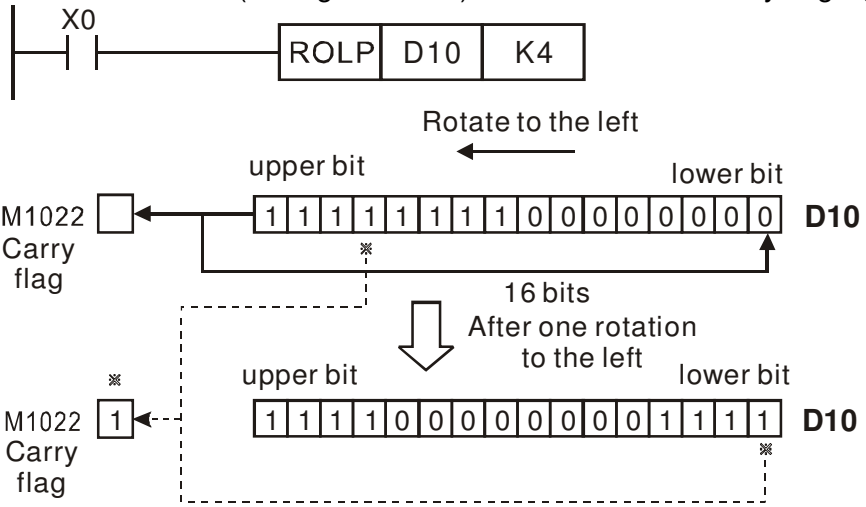 X0
ROLP D10 K4
Rotate to the left
upper bit lower bit
M1022 1 1 1 1 1 1 1 1 0 0 0 0 0 0 0 0 D10
Carry
flag
※
16 bits
After one rotation
to the left
※ upper bit lower bit
M1022 1 1 1 1 1 0 0 0 0 0 0 0 0 1 1 1 1 D10
Carry
flag
※